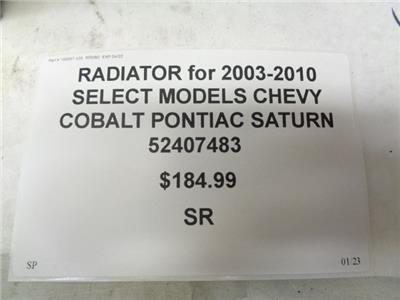 RADIATOR for 2003-2010
SELECT MODELS CHEVY
COBALT PONTIAC SATURN
52407483
$184.99
SR
SP 01/23